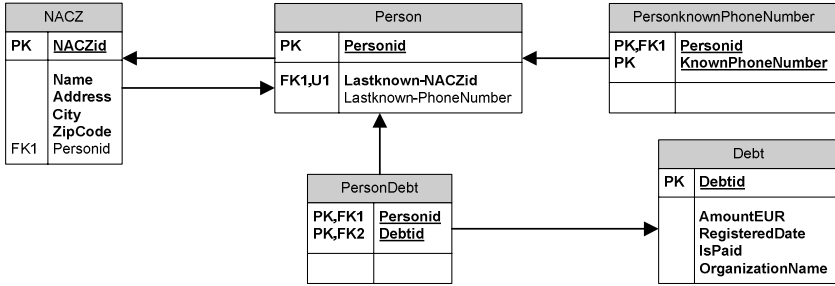 NACZ
PK NACZid
Name
Address
City
ZipCode
FK1 Personid
Person
PK Personid
FK1,U1 Lastknown-NACZid
Lastknown-PhoneNumber
PersonknownPhoneNumber
PK,FK1 Personid
PK KnownPhoneNumber
PersonDebt
PK,FK1 Personid
PK,FK2 Debtid
Debt
PK Debtid
AmountEUR
RegisteredDate
IsPaid
OrganizationName